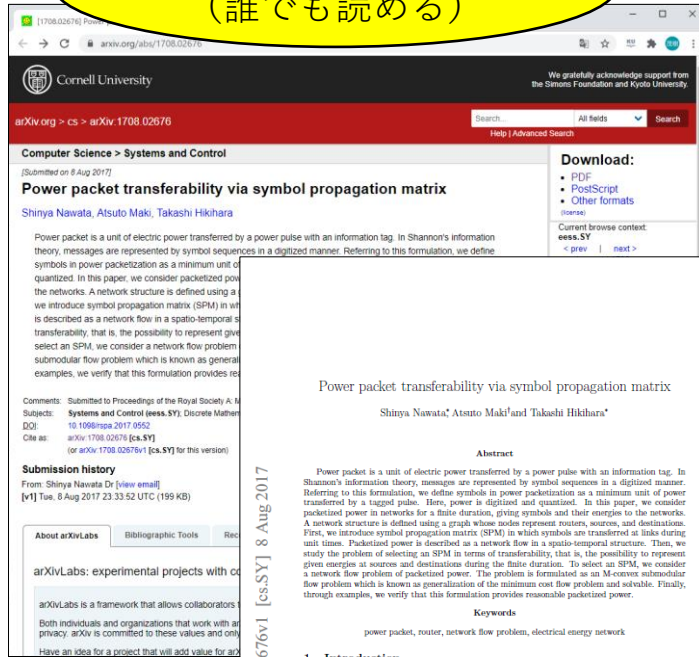 (誰でも読める)
[1708.02676] Power
arxiv.org/abs/1708.02676
Cornell University
We gratefully acknowledge support from
the Simons Foundation and Kyoto University.
arXiv.org > cs > arXiv:1708.02676
Search...
All fields
Search
Help | Advanced Search
Computer Science > Systems and Control
[Submitted on 8 Aug 2017]
Power packet transferability via symbol propagation matrix
Shinya Nawata, Atsuto Maki, Takashi Hikihara
Power packet is a unit of electric power transferred by a power pulse with an information tag. In Shannon's information
theory, messages are represented by symbol sequences in a digitized manner. Referring to this formulation, we define
symbols in power packetization as a minimum unit of
quantized. In this paper, we consider packetized pow
the networks. A network structure is defined using a
we introduce symbol propagation matrix (SPM) in wh
is described as a network flow in a spatio-temporal s
transferability, that is, the possibility to represent give
select an SPM, we consider a network flow problem
submodular flow problem which is known as general
examples, we verify that this formulation provides rea
Comments: Submitted to Proceedings of the Royal Society A: M
Subjects: Systems and Control (eess.SY); Discrete Mathem
DOI: 10.1098/rspa.2017.0552
Cite as: arXiv:1708.02676 [cs.SY]
(or arXiv:1708.02676v1 [cs.SY] for this version)
Submission history
From: Shinya Nawata Dr [view email]
[v1] Tue, 8 Aug 2017 23:33:52 UTC (199 KB)
About arXivLabs
Bibliographic Tools
Rec
arXivLabs: experimental projects with co
arXivLabs is a framework that allows collaborators t
Both individuals and organizations that work with ar
privacy. arXiv is committed to these values and only
Have an idea for a project that will add value for arX
Download:
• PDF
• PostScript
• Other formats
(license)
Current browse context:
eess.SY
< prev | next >
676v1 [cs.SY] 8 Aug 2017
Power packet transferability via symbol propagation matrix
Shinya Nawata*, Atsuto Maki†and Takashi Hikihara*
Abstract
Power packet is a unit of electric power transferred by a power pulse with an information tag. In
Shannon's information theory, messages are represented by symbol sequences in a digitized manner.
Referring to this formulation, we define symbols in power packetization as a minimum unit of power
transferred by a tagged pulse. Here, power is digitized and quantized. In this paper, we consider
packetized power in networks for a finite duration, giving symbols and their energies to the networks.
A network structure is defined using a graph whose nodes represent routers, sources, and destinations.
First, we introduce symbol propagation matrix (SPM) in which symbols are transferred at links during
unit times. Packetized power is described as a network flow in a spatio-temporal structure. Then, we
study the problem of selecting an SPM in terms of transferability, that is, the possibility to represent
given energies at sources and destinations during the finite duration. To select an SPM, we consider
a network flow problem of packetized power. The problem is formulated as an M-convex submodular
flow problem which is known as generalization of the minimum cost flow problem and solvable. Finally,
through examples, we verify that this formulation provides reasonable packetized power.
Keywords
power packet, router, network flow problem, electrical energy network